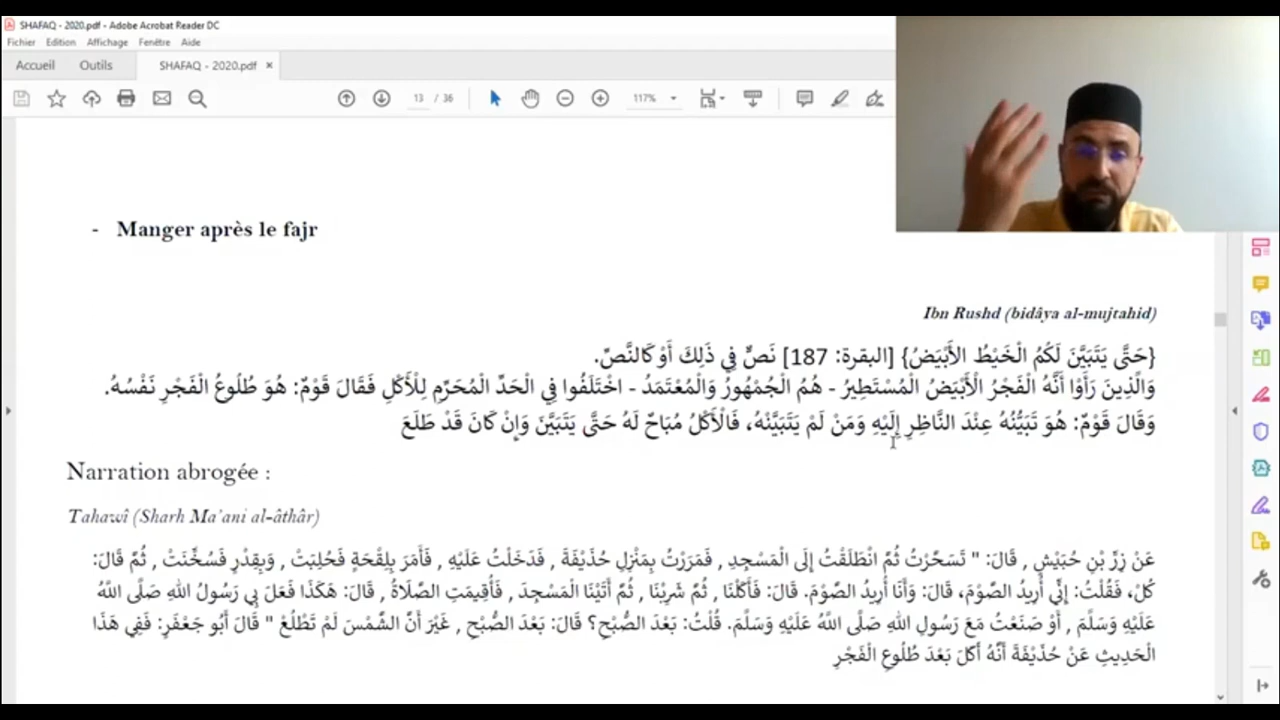 SHAFAQ - 2020.pdf - Adobe Acrobat Reader DC
Fichier Edition Affichage Fenêtre Aide
Accueil Outils SHAFAQ - 2020.pdf ×
13 / 36 117%
- Manger après le fajr
Ibn Rushd (bidâya al-mujtahid)
{حَتَّى يَتَبَيَّنَ لَكُمُ الْخَيْطُ الأَبْيَضُ} [البقرة: 187] نَصٌّ فِي ذَلِكَ أَوْ كَالنَّصِّ.
وَالَّذِينَ رَأَوْا أَنَّهُ الْفَجْرُ الْأَبْيَضُ الْمُسْتَطِيرُ - هُمُ الْجُمْهُورُ وَالْمُعْتَمَدُ - اخْتَلَفُوا فِي الْحَدِّ الْمُحَرَّمِ لِلْأَكْلِ فَقَالَ قَوْمٌ: هُوَ طُلُوعُ الْفَجْرِ نَفْسُهُ.
وَقَالَ قَوْمٌ: هُوَ تَبَيُّنُهُ عِنْدَ النَّاظِرِ إِلَيْهِ وَمَنْ لَمْ يَتَبَيَّنْهُ، فَالْأَكْلُ مُبَاحٌ لَهُ حَتَّى يَتَبَيَّنَ وَإِنْ كَانَ قَدْ طَلَعَ
Narration abrogée :
Tahawî (Sharh Ma'ani al-âthâr)
عَنْ زِرِّ بْنِ حُبَيْشٍ , قَالَ: " تَسَحَّرْتُ ثُمَّ انْطَلَقْتُ إِلَى الْمَسْجِدِ , فَمَرَرْتُ بِمَنْزِلِ حُذَيْفَةَ , فَدَخَلْتُ عَلَيْهِ , فَأَمَرَ بِلِقْحَةٍ فَحُلِبَتْ , وَبِقِدْرٍ فَسُخِّنَتْ , ثُمَّ قَالَ:
كُلْ، فَقُلْتُ: إِنِّي أُرِيدُ الصَّوْمَ، قَالَ: وَأَنَا أُرِيدُ الصَّوْمَ. قَالَ: فَأَكَلْنَا , ثُمَّ شَرِبْنَا , ثُمَّ أَتَيْنَا الْمَسْجِدَ , فَأُقِيمَتِ الصَّلَاةُ , قَالَ: هَكَذَا فَعَلَ بِي رَسُولُ اللهِ صَلَّى اللهُ
عَلَيْهِ وَسَلَّمَ , أَوْ صَنَعْتُ مَعَ رَسُولِ اللهِ صَلَّى اللهُ عَلَيْهِ وَسَلَّمَ. قُلْتُ: بَعْدَ الصُّبْحِ؟ قَالَ: بَعْدَ الصُّبْحِ , غَيْرَ أَنَّ الشَّمْسَ لَمْ تَطْلُعْ " قَالَ أَبُو جَعْفَرٍ: فَفِي هَذَا
الْحَدِيثِ عَنْ حُذَيْفَةَ أَنَّهُ أَكَلَ بَعْدَ طُلُوعِ الْفَجْرِ